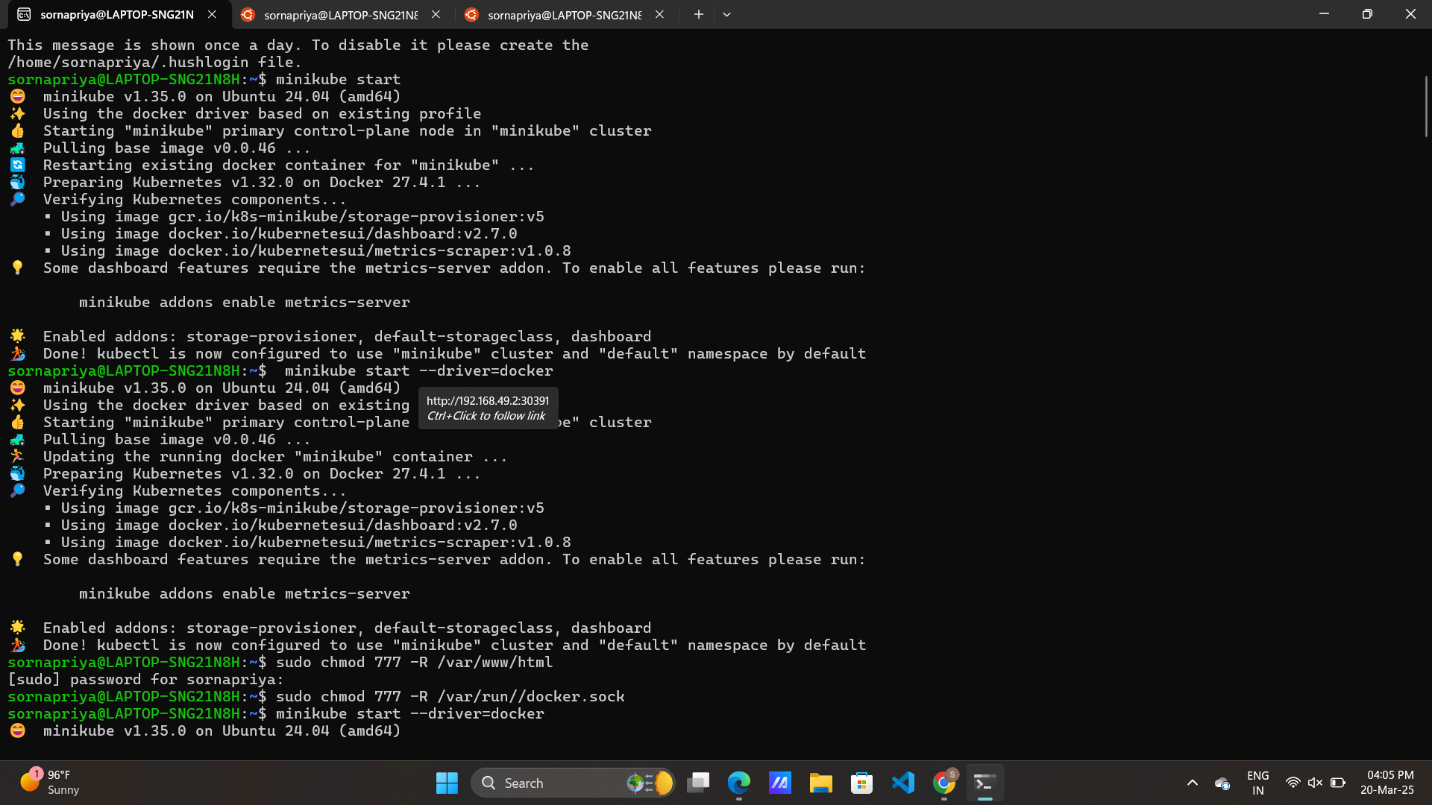 sornapriya@LAPTOP-SNG21N
sornapriya@LAPTOP-SNG21N8
sornapriya@LAPTOP-SNG21N8
This message is shown once a day. To disable it please create the
/home/sornapriya/.hushlogin file.
sornapriya@LAPTOP-SNG21N8H:~$ minikube start
minikube v1.35.0 on Ubuntu 24.04 (amd64)
Using the docker driver based on existing profile
Starting "minikube" primary control-plane node in "minikube" cluster
Pulling base image v0.0.46 ...
Restarting existing docker container for "minikube" ...
Preparing Kubernetes v1.32.0 on Docker 27.4.1 ...
Verifying Kubernetes components...
▪ Using image gcr.io/k8s-minikube/storage-provisioner:v5
▪ Using image docker.io/kubernetesui/dashboard:v2.7.0
▪ Using image docker.io/kubernetesui/metrics-scraper:v1.0.8
Some dashboard features require the metrics-server addon. To enable all features please run:
minikube addons enable metrics-server
Enabled addons: storage-provisioner, default-storageclass, dashboard
Done! kubectl is now configured to use "minikube" cluster and "default" namespace by default
sornapriya@LAPTOP-SNG21N8H:~$  minikube start --driver=docker
minikube v1.35.0 on Ubuntu 24.04 (amd64)
Using the docker driver based on existing
http://192.168.49.2:30391
Ctrl+Click to follow link
Starting "minikube" primary control-plane be" cluster
Pulling base image v0.0.46 ...
Updating the running docker "minikube" container ...
Preparing Kubernetes v1.32.0 on Docker 27.4.1 ...
Verifying Kubernetes components...
▪ Using image gcr.io/k8s-minikube/storage-provisioner:v5
▪ Using image docker.io/kubernetesui/dashboard:v2.7.0
▪ Using image docker.io/kubernetesui/metrics-scraper:v1.0.8
Some dashboard features require the metrics-server addon. To enable all features please run:
minikube addons enable metrics-server
Enabled addons: storage-provisioner, default-storageclass, dashboard
Done! kubectl is now configured to use "minikube" cluster and "default" namespace by default
sornapriya@LAPTOP-SNG21N8H:~$ sudo chmod 777 -R /var/www/html
[sudo] password for sornapriya:
sornapriya@LAPTOP-SNG21N8H:~$ sudo chmod 777 -R /var/run//docker.sock
sornapriya@LAPTOP-SNG21N8H:~$ minikube start --driver=docker
minikube v1.35.0 on Ubuntu 24.04 (amd64)
1
96°F
Sunny
Search
S
ENG
IN
04:05 PM
20-Mar-25